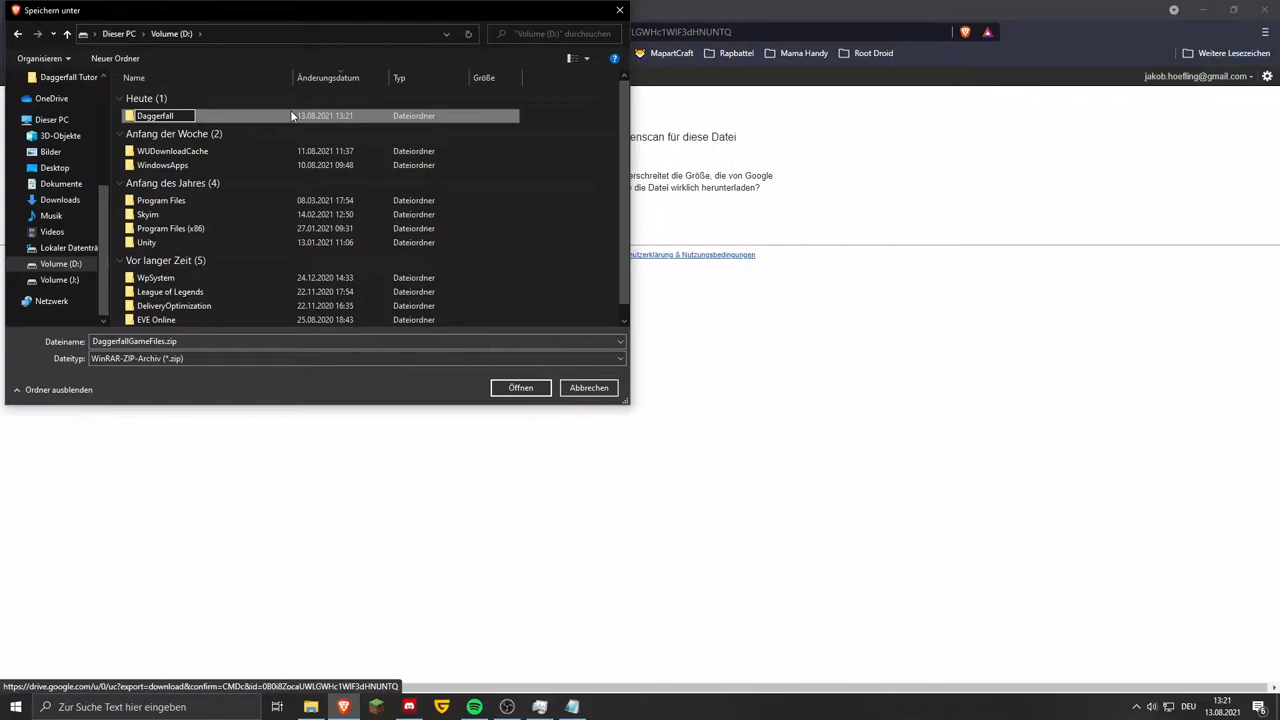 Speichern unter
LGWHc1WIF3dHNUNTQ
Dieser PC > Volume (D:) >
"Volume (D:)" durchsuchen
MapartCraft
Rappattel
Mama Handy
Root Droid
Weitere Lesezeichen
Organisieren
Neuer Ordner
jakob.hoefling@gmail.com
Daggerfall Tutor
OneDrive
Dieser PC
3D-Objekte
Bilder
Desktop
Dokumente
Downloads
Musik
Videos
Lokaler Datenträ
Volume (D:)
Volume (J:)
Netzwerk
Name Änderungsdatum Typ Größe
Heute (1)
Daggerfall 13.08.2021 13:21 Dateiordner
Anfang der Woche (2)
WUDownloadCache 11.08.2021 11:37 Dateiordner
WindowsApps 10.08.2021 09:48 Dateiordner
Anfang des Jahres (4)
Program Files 08.03.2021 17:54 Dateiordner
Skyim 14.02.2021 12:50 Dateiordner
Program Files (x86) 27.01.2021 09:31 Dateiordner
Unity 13.01.2021 11:06 Dateiordner
Vor langer Zeit (5)
WpSystem 24.12.2020 14:33 Dateiordner
League of Legends 22.11.2020 17:54 Dateiordner
DeliveryOptimization 22.11.2020 16:35 Dateiordner
EVE Online 25.08.2020 18:43 Dateiordner
Dateiname: DaggerfallGameFiles.zip
Dateityp: WinRAR-ZIP-Archiv (*.zip)
Ordner ausblenden
Öffnen
Abbrechen
enscan für diese Datei
erschreitet die Größe, die von Google
die Datei wirklich herunterladen?
utzerklärung & Nutzungsbedingungen
https://drive.google.com/u/0/uc?export=download&confirm=CMDc&id=0B0i8ZocaUWLGWHc1WIF3dHNUNTQ
Zur Suche Text hier eingeben
DEU
13:21
13.08.2021
6